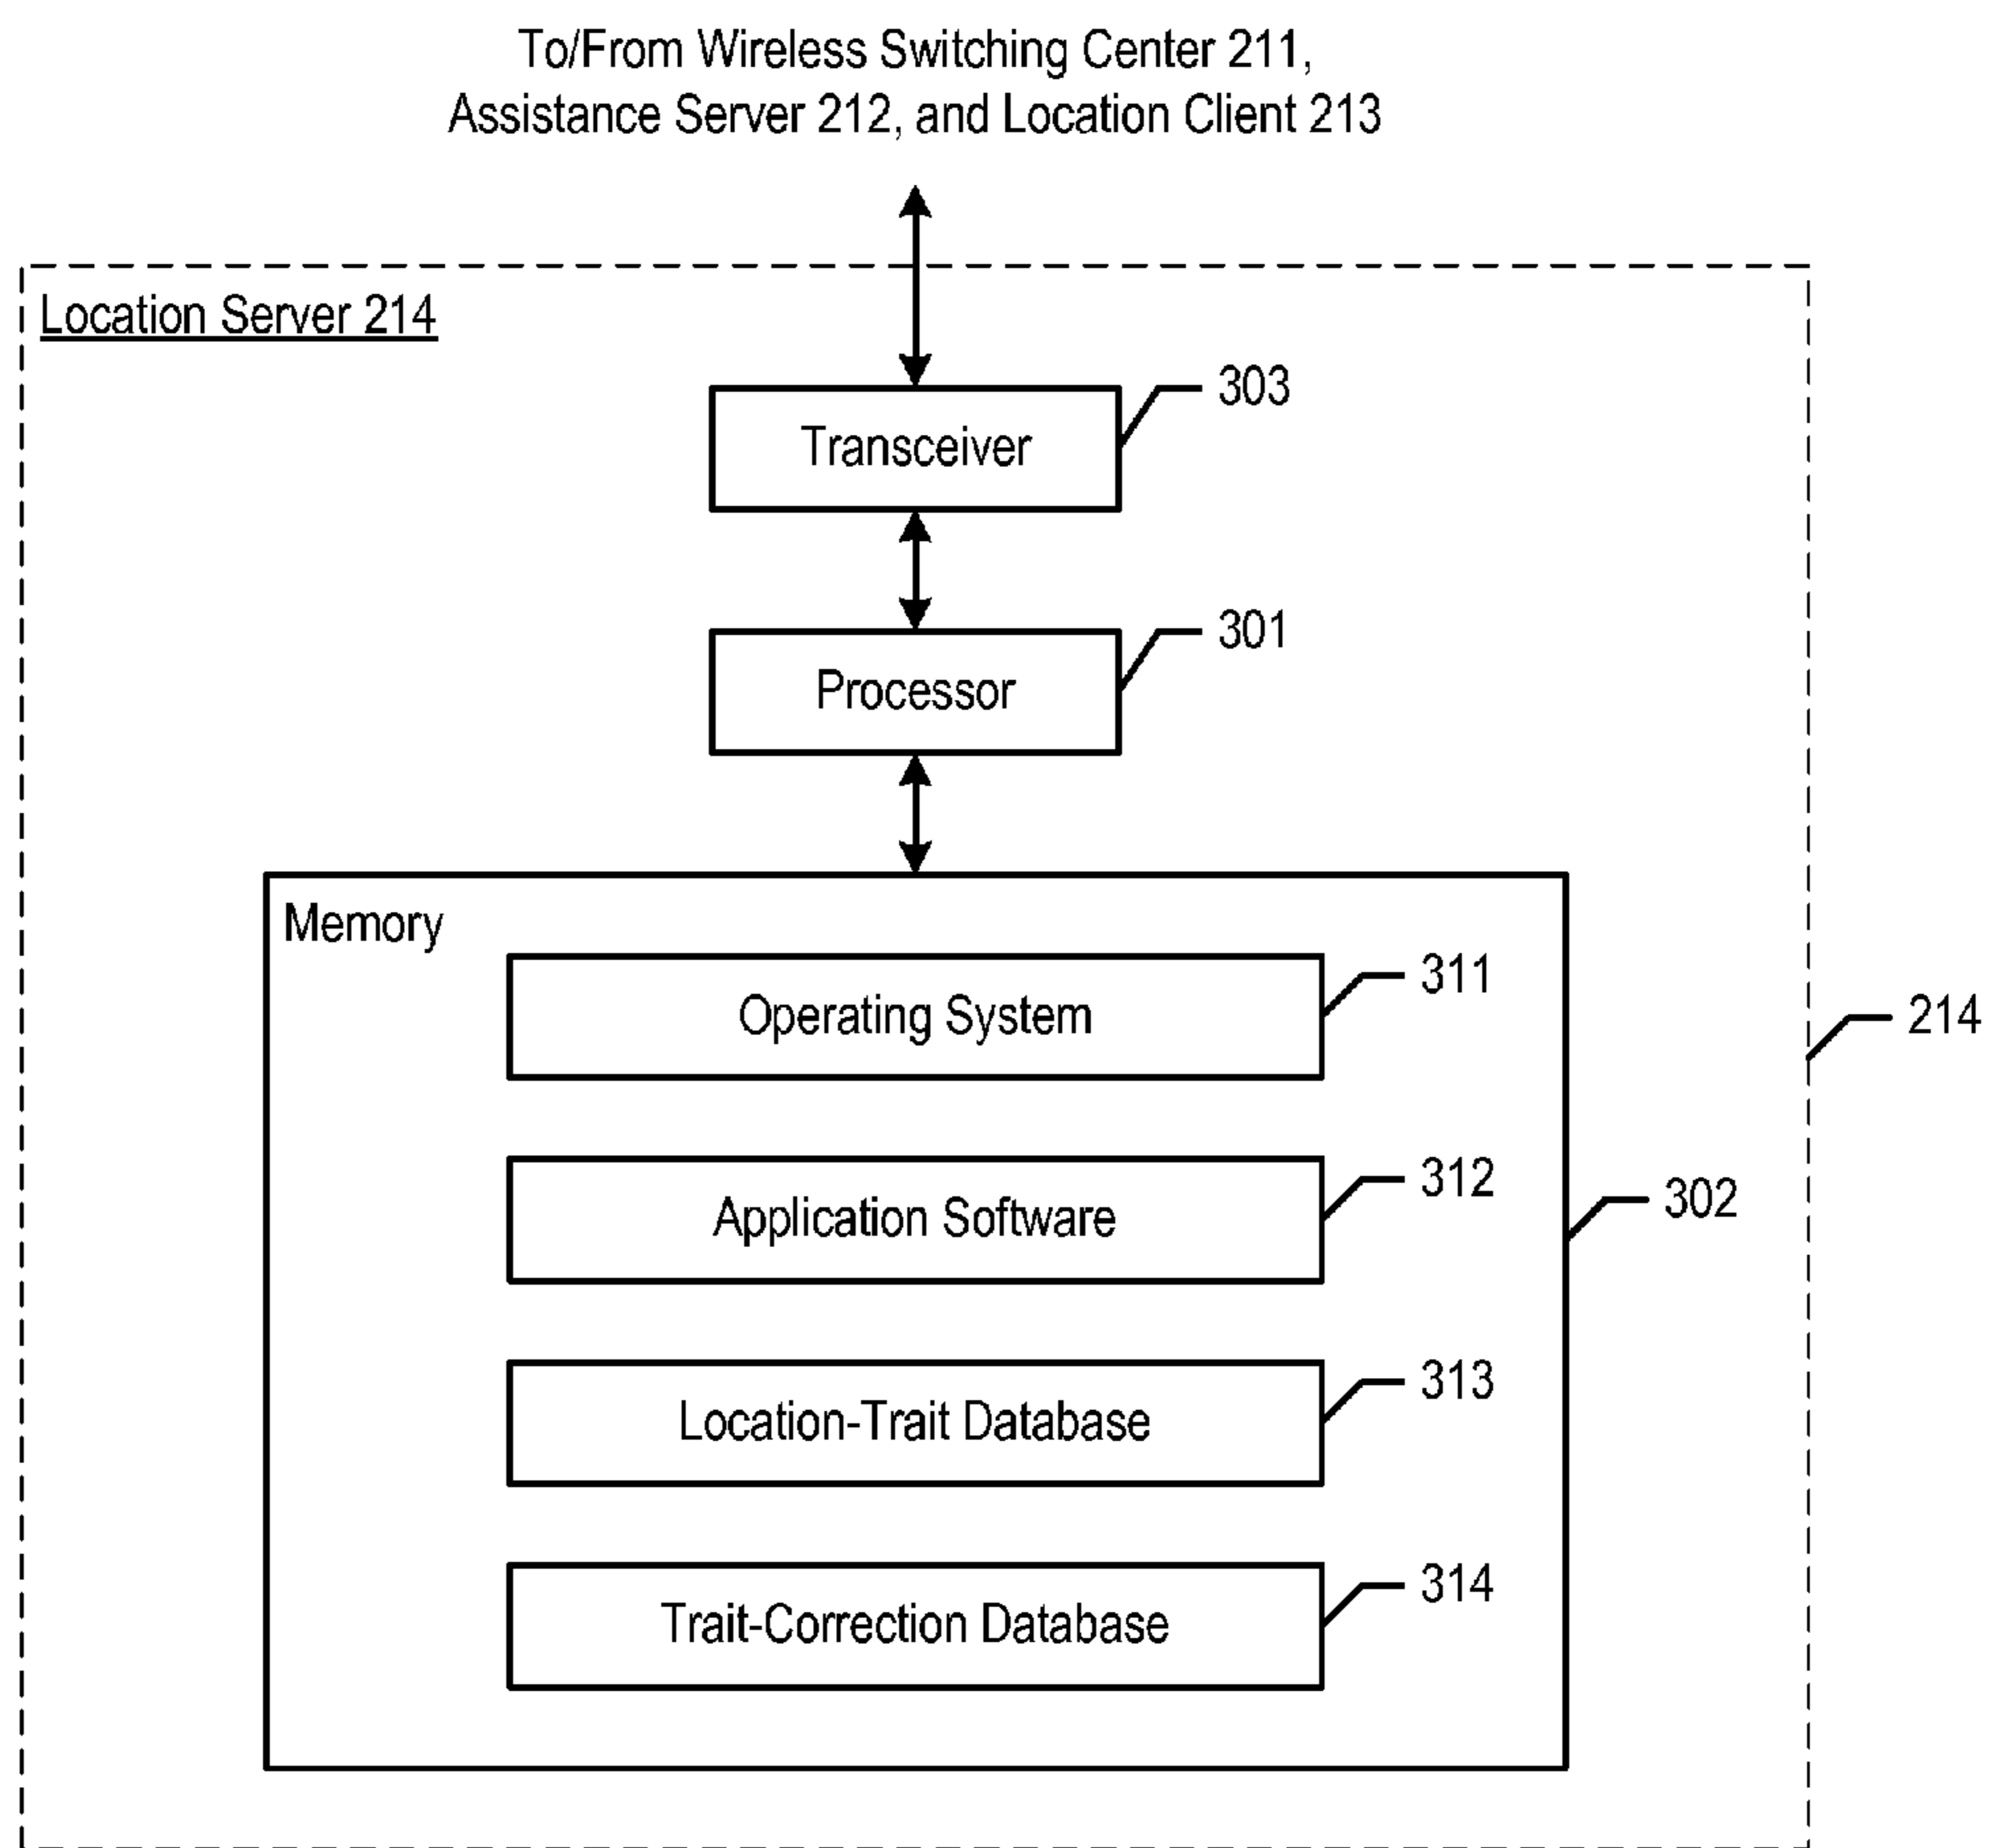 To/From Wireless Switching Center 211,
Assistance Server 212, and Location Client 213
Location Server 214
303
Transceiver
301
Processor
Memory
311
Operating System
214
312
Application Software
302
313
Location-Trait Database
314
Trait-Correction Database